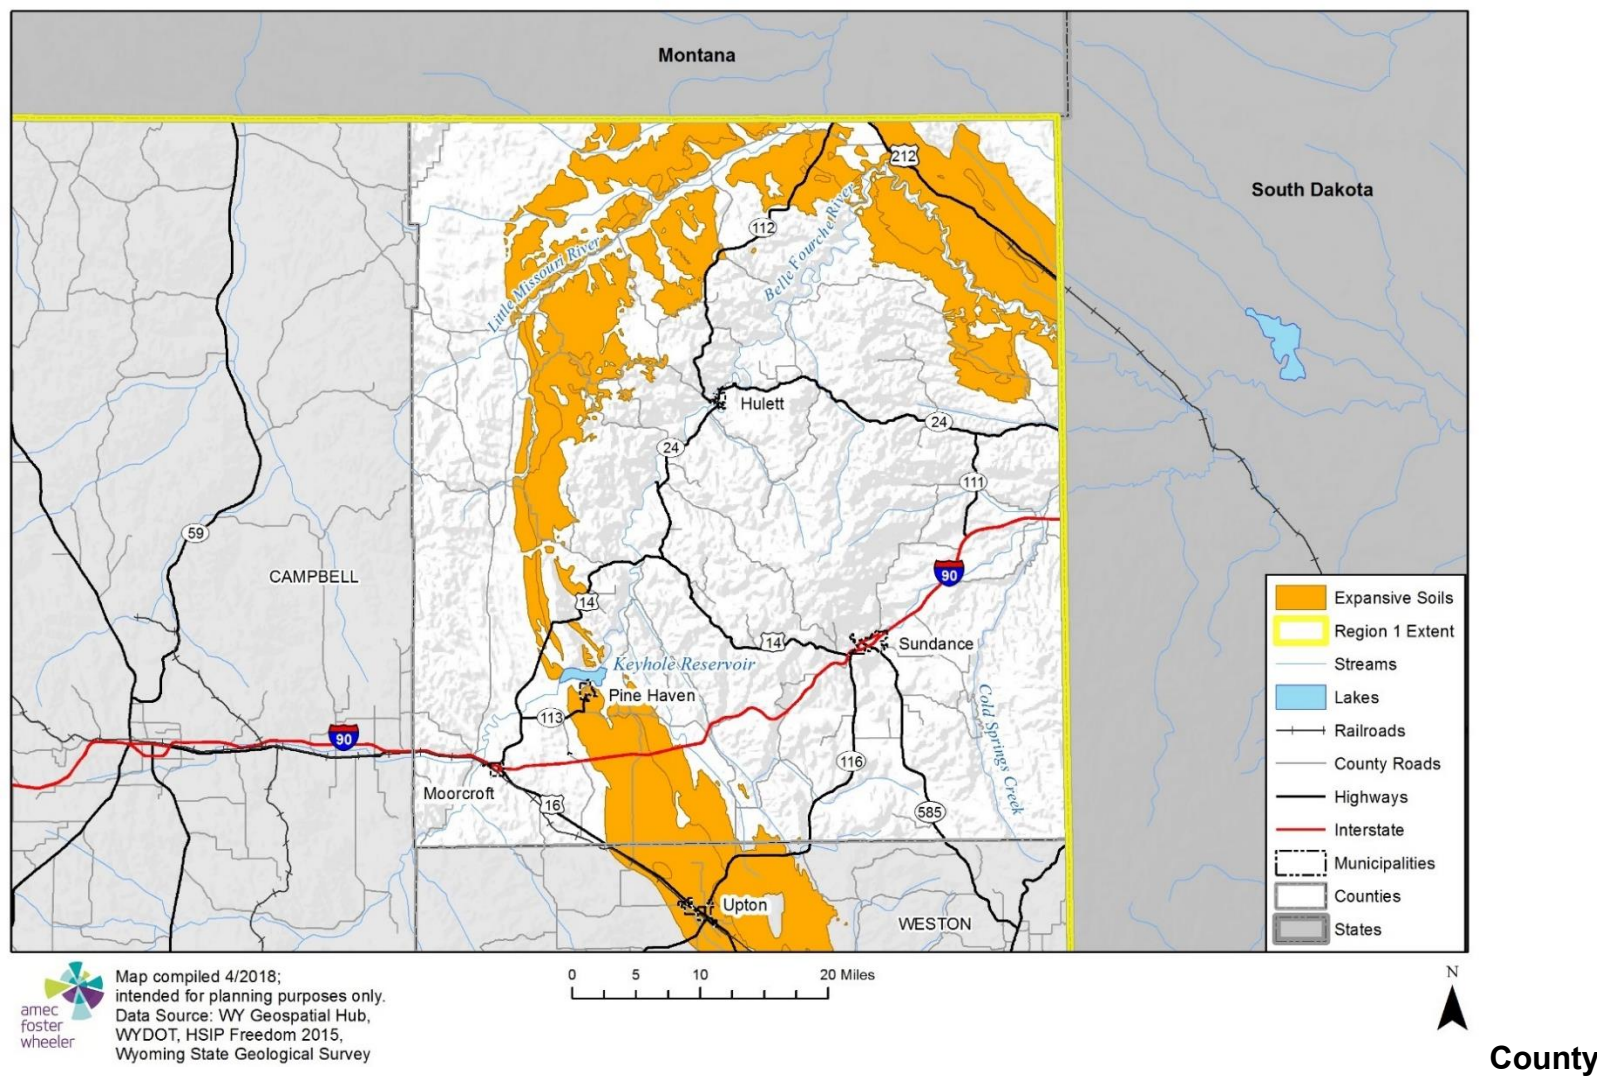 Montana
South Dakota
212
112
Little Missouri River
Belle Fourche River
Hulett
24
24
111
59
CAMPBELL
90
14
14
Sundance
Keyhole Reservoir
Pine Haven
113
90
Moorcroft
16
116
585
Cold Springs Creek
Upton
WESTON
Expansive Soils
Region 1 Extent
Streams
Lakes
Railroads
County Roads
Highways
Interstate
Municipalities
Counties
States
amec
foster
wheeler
Map compiled 4/2018;
intended for planning purposes only.
Data Source: WY Geospatial Hub,
WYDOT, HSIP Freedom 2015,
Wyoming State Geological Survey
0 5 10 20 Miles
N
County